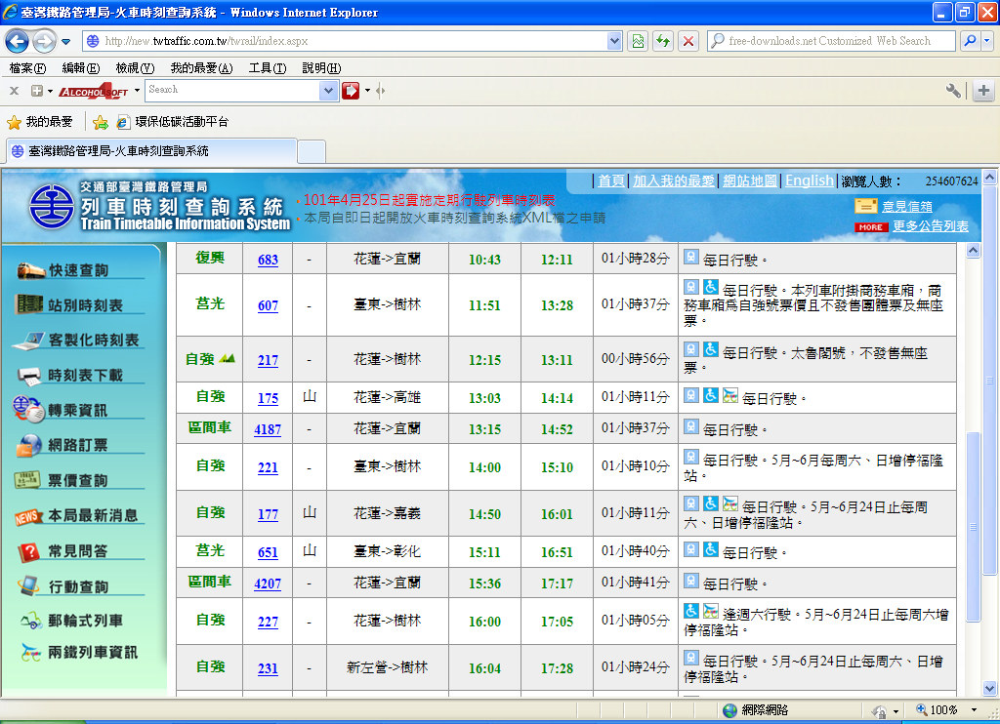 臺灣鐵路管理局-火車時刻查詢系統 - Windows Internet Explorer
http://new.twtraffic.com.tw/twrail/index.aspx
free-downloads.net Customized Web Search
檔案(F) 編輯(E) 檢視(V) 我的最愛(A) 工具(T) 說明(H)
ALCOHOLSOFT Search
我的最愛 環保低碳活動平台
臺灣鐵路管理局-火車時刻查詢系統
首頁 加入我的最愛 網站地圖 English 瀏覽人數： 254607624
交通部臺灣鐵路管理局
列車時刻查詢系統
Train Timetable Information System
101年4月25日起實施定期行駛列車時刻表
本局自即日起開放火車時刻查詢系統XML檔之申請
意見信箱
MORE 更多公告列表
快速查詢
站別時刻表
客製化時刻表
時刻表下載
轉乘資訊
網路訂票
票價查詢
NEWS 本局最新消息
常見問答
行動查詢
郵輪式列車
兩鐵列車資訊
復興 683 - 花蓮->宜蘭 10:43 12:11 01小時28分 每日行駛。
莒光 607 - 臺東->樹林 11:51 13:28 01小時37分 每日行駛。本列車附掛商務車廂，商
務車廂為自強號票價且不發售團體票及無座
票。
自強 217 - 花蓮->樹林 12:15 13:11 00小時56分 每日行駛。太魯閣號，不發售無座
票。
自強 175 山 花蓮->高雄 13:03 14:14 01小時11分 每日行駛。
區間車 4187 - 花蓮->宜蘭 13:15 14:52 01小時37分 每日行駛。
自強 221 - 臺東->樹林 14:00 15:10 01小時10分 每日行駛。5月~6月每周六、日增停福隆
站。
自強 177 山 花蓮->嘉義 14:50 16:01 01小時11分 每日行駛。5月~6月24日止每周
六、日增停福隆站。
莒光 651 山 臺東->彰化 15:11 16:51 01小時40分 每日行駛。
區間車 4207 - 花蓮->宜蘭 15:36 17:17 01小時41分 每日行駛。
自強 227 - 花蓮->樹林 16:00 17:05 01小時05分 逢週六行駛。5月~6月24日止每周六增
停福隆站。
自強 231 - 新左營->樹林 16:04 17:28 01小時24分 每日行駛。5月~6月24日止每周六、日增
停福隆站。
網際網路 100%